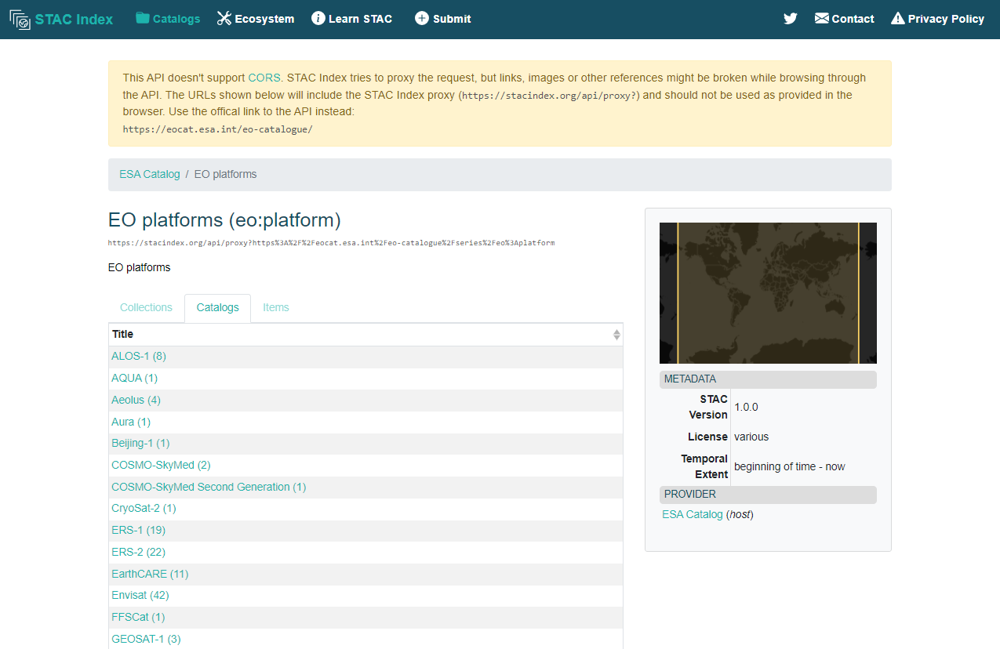 STAC Index Catalogs Ecosystem Learn STAC Submit Contact Privacy Policy
This API doesn't support CORS. STAC Index tries to proxy the request, but links, images or other references might be broken while browsing through
the API. The URLs shown below will include the STAC Index proxy (https://stacindex.org/api/proxy?) and should not be used as provided in the
browser. Use the offical link to the API instead:
https://eocat.esa.int/eo-catalogue/
ESA Catalog / EO platforms
EO platforms (eo:platform)
https://stacindex.org/api/proxy?https%3A%2F%2Feocat.esa.int%2Feo-catalogue%2Fseries%2Feo%3Aplatform
EO platforms
Collections Catalogs Items
Title
ALOS-1 (8)
AQUA (1)
Aeolus (4)
Aura (1)
Beijing-1 (1)
COSMO-SkyMed (2)
COSMO-SkyMed Second Generation (1)
CryoSat-2 (1)
ERS-1 (19)
ERS-2 (22)
EarthCARE (11)
Envisat (42)
FFSCat (1)
GEOSAT-1 (3)
METADATA
STAC
Version 1.0.0
License various
Temporal
Extent beginning of time - now
PROVIDER
ESA Catalog (host)